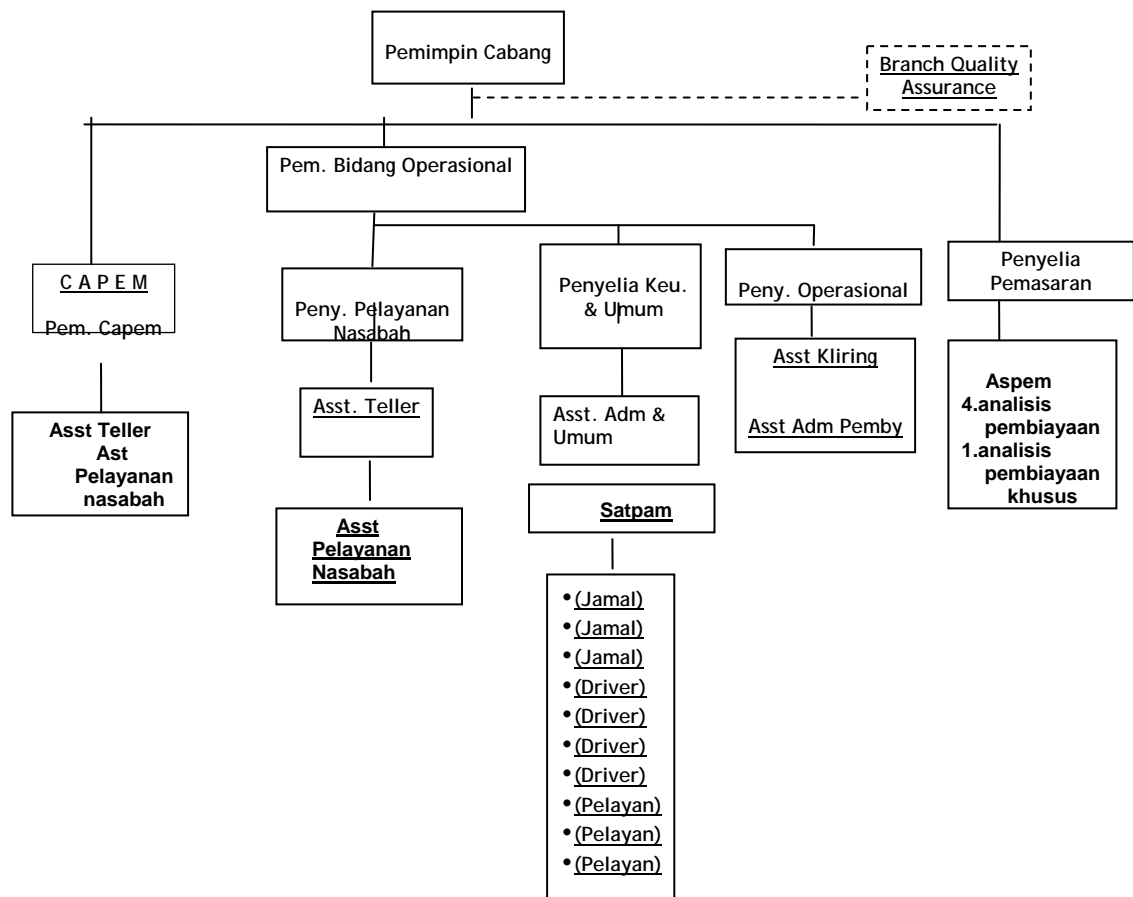 Pemimpin Cabang
Branch Quality
Assurance
Pem. Bidang Operasional
C A P E M
Pem. Capem
Peny. Pelayanan
Nasabah
Penyelia Keu.
& Umum
Peny. Operasional
Penyelia
Pemasaran
Asst Teller
Ast
Pelayanan
nasabah
Asst. Teller
Asst
Pelayanan
Nasabah
Asst. Adm &
Umum
Satpam
• (Jamal)
• (Jamal)
• (Jamal)
• (Driver)
• (Driver)
• (Driver)
• (Driver)
• (Pelayan)
• (Pelayan)
• (Pelayan)
Asst Kliring
Asst Adm Pemby
Aspem
4.analisis
pembiayaan
1.analisis
pembiayaan
khusus